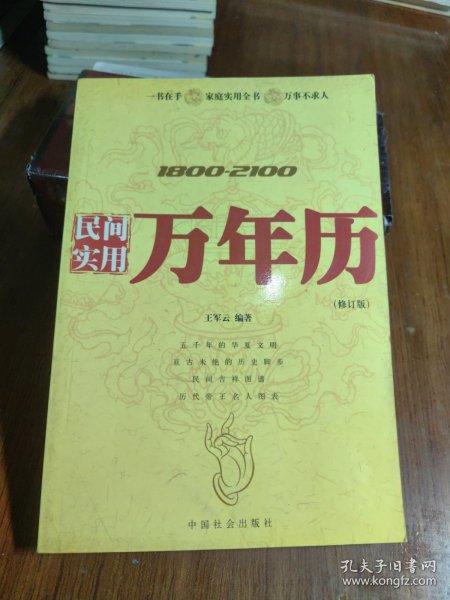 一书在手 家庭实用全书 万事不求人
1800-2100
民间
实用
万年历
(修订版)
王军云 编著
五千年的华夏文明
亘古未绝的历史脚步
民间吉祥图谱
历代帝王名人图表
中国社会出版社
孔夫子旧书网
www.kongfz.com